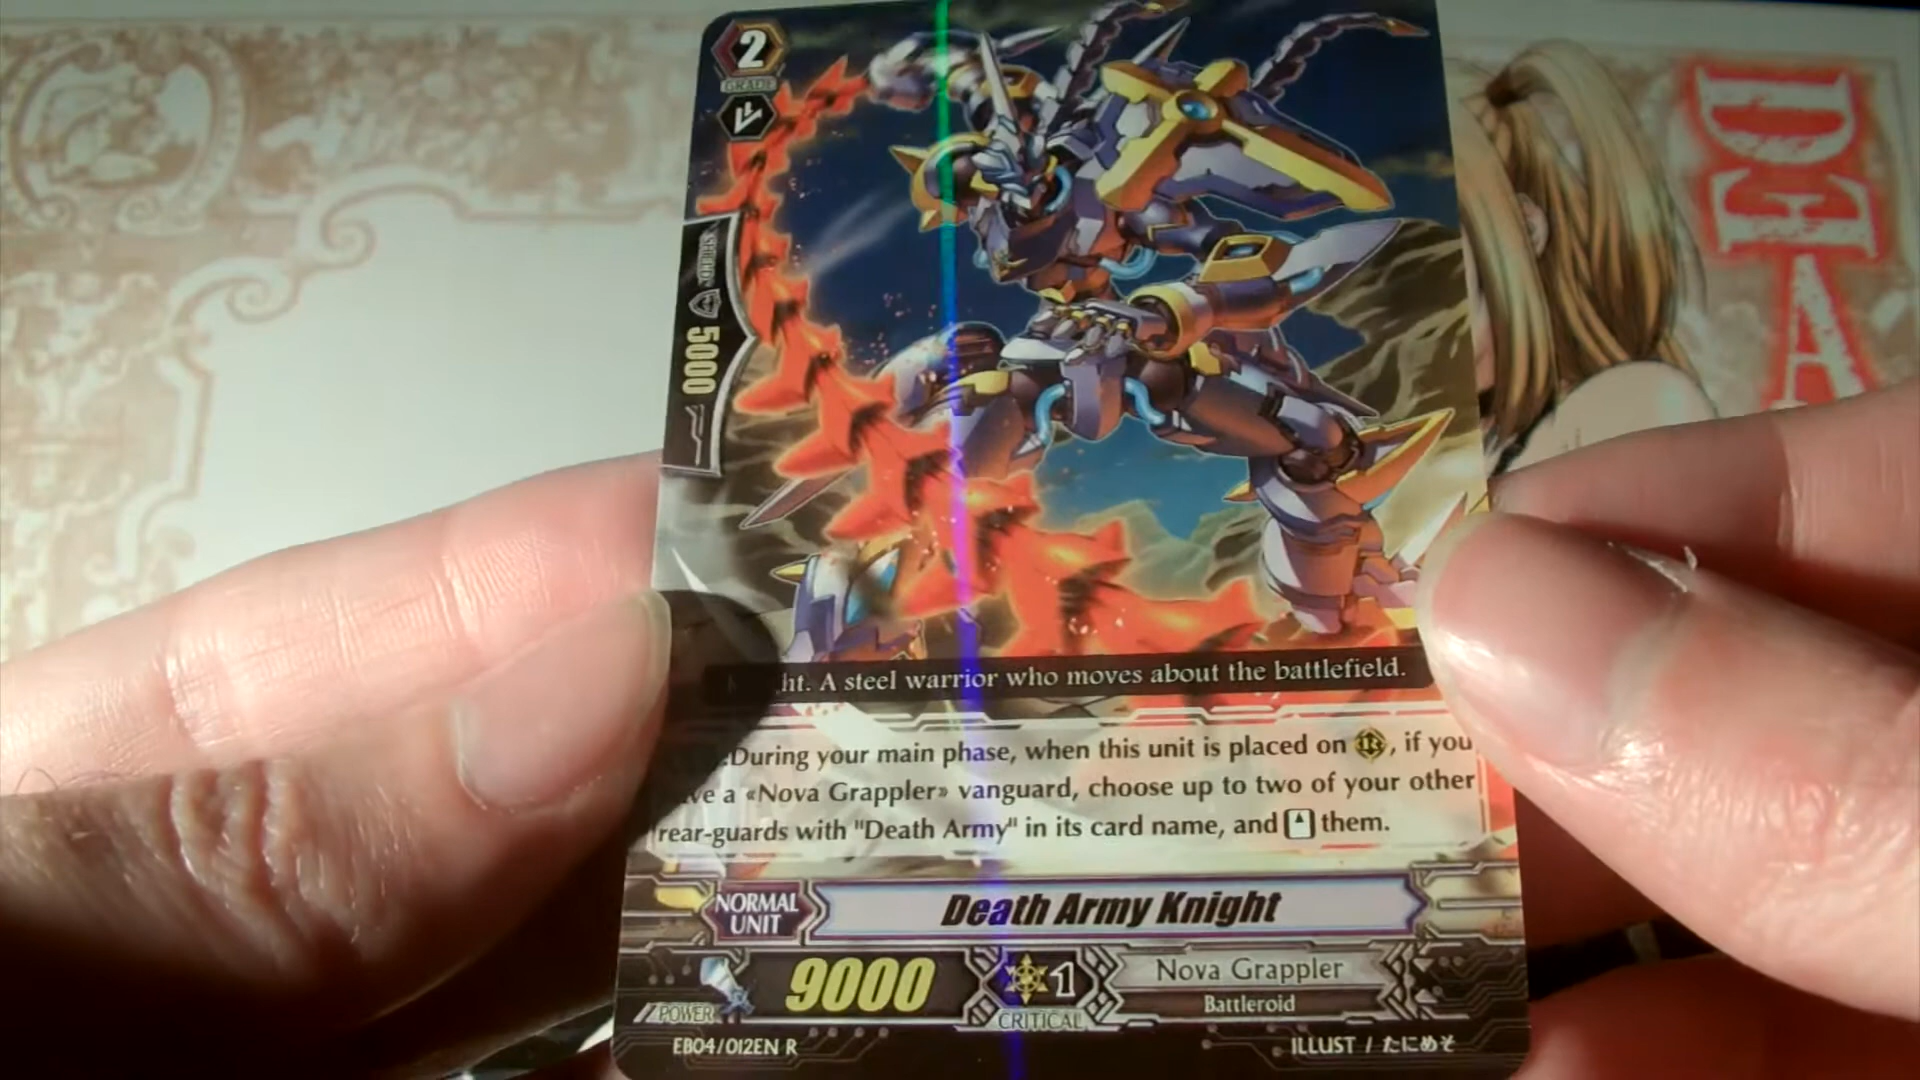 2
GRADE
SHIELD
5000
DEA
ht. A steel warrior who moves about the battlefield.
During your main phase, when this unit is placed on R, if you
a «Nova Grappler» vanguard, choose up to two of your other
rear-guards with "Death Army" in its card name, and them.
NORMAL
UNIT
Death Army Knight
POWER
9000
1
CRITICAL
Nova Grappler
Battleroid
EB04/012EN R
ILLUST / たにめそ